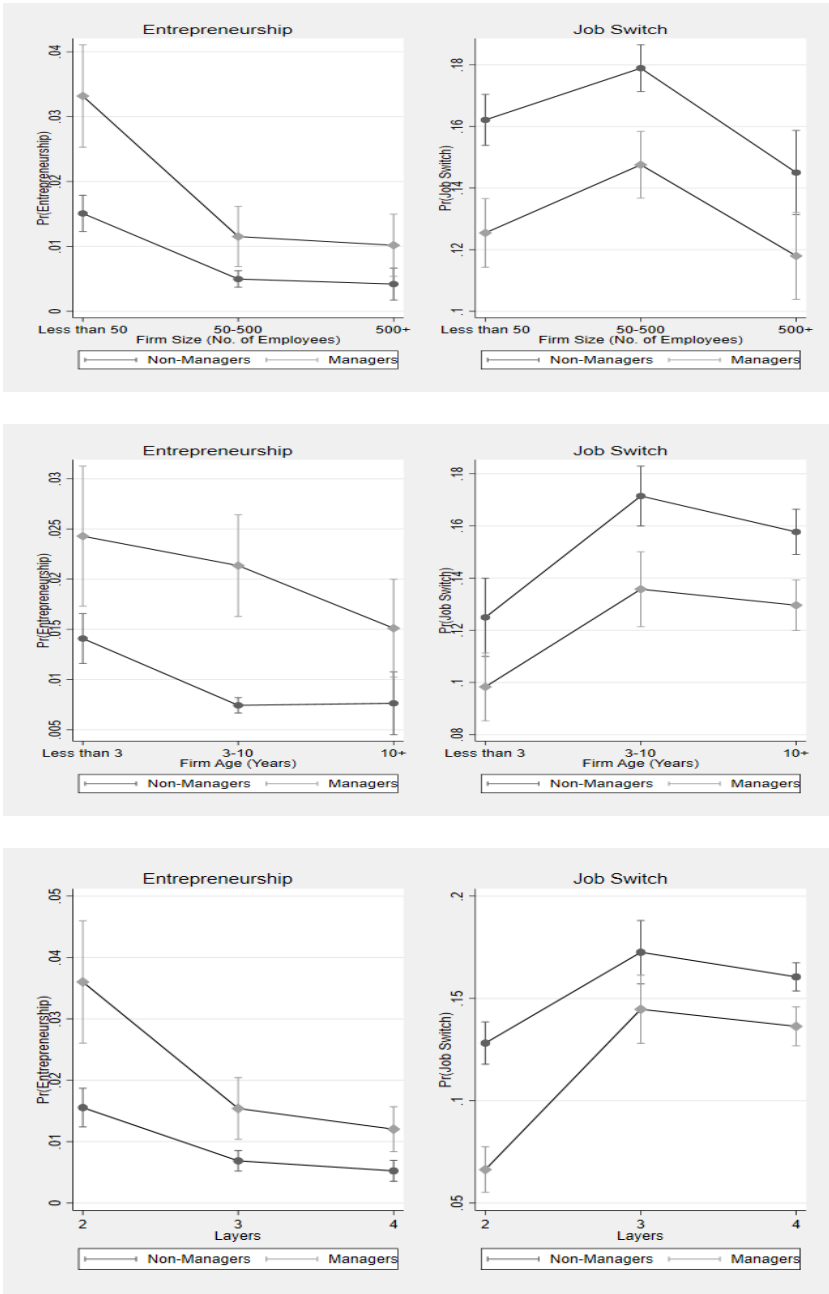 Entrepreneurship
Pr(Entrepreneurship)
.04
.03
.02
.01
0
Less than 50 50-500 500+
Firm Size (No. of Employees)
Non-Managers Managers
Job Switch
Pr(Job Switch)
.18
.16
.14
.12
.1
Less than 50 50-500 500+
Firm Size (No. of Employees)
Non-Managers Managers
Entrepreneurship
Pr(Entrepreneurship)
.03
.025
.02
.015
.01
.005
Less than 3 3-10 10+
Firm Age (Years)
Non-Managers Managers
Job Switch
Pr(Job Switch)
.18
.16
.14
.12
.1
.08
Less than 3 3-10 10+
Firm Age (Years)
Non-Managers Managers
Entrepreneurship
Pr(Entrepreneurship)
.05
.04
.03
.02
.01
0
2 3 4
Layers
Non-Managers Managers
Job Switch
Pr(Job Switch)
.2
.15
.1
.05
2 3 4
Layers
Non-Managers Managers